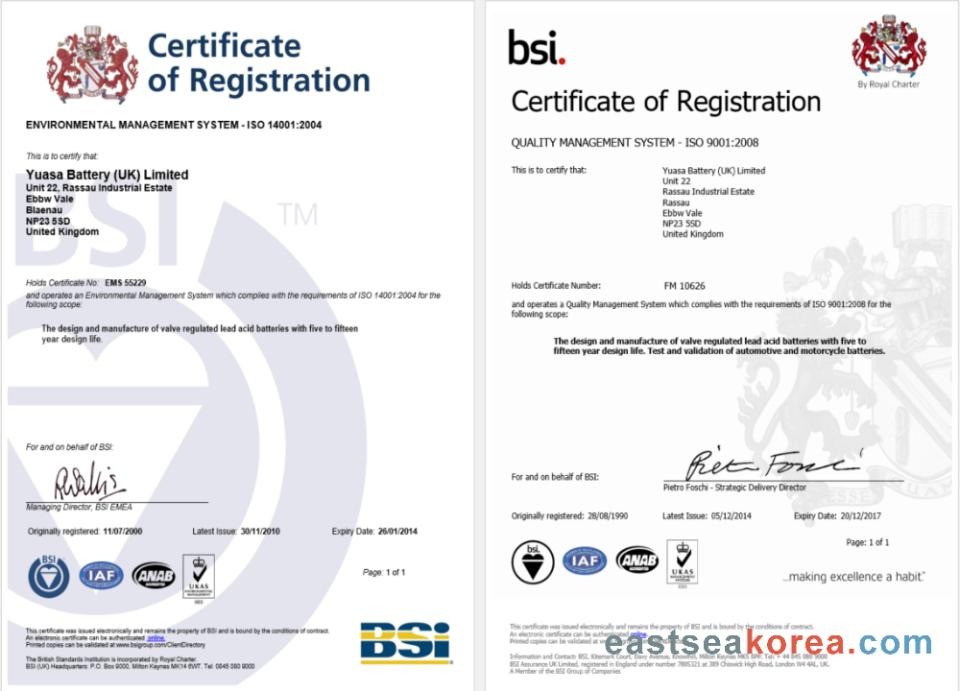 Certificate
of Registration
ENVIRONMENTAL MANAGEMENT SYSTEM - ISO 14001:2004
This is to certify that:
Yuasa Battery (UK) Limited
Unit 22, Rassau Industrial Estate
Ebbw Vale
Blaenau
NP23 5SD
United Kingdom
BSI
TM
Holds Certificate No: EMS 55229
and operates an Environmental Management System which complies with the requirements of ISO 14001:2004 for the
following scope:
The design and manufacture of valve regulated lead acid batteries with five to fifteen
year design life.
For and on behalf of BSI:
Managing Director, BSI EMEA
Originally registered: 11/07/2000 Latest Issue: 30/11/2010 Expiry Date: 26/01/2014
BSI
IAF
ANAB
UKAS
Page: 1 of 1
This certificate was issued electronically and remains the property of BSI and is bound by the conditions of contract.
An electronic certificate can be authenticated online.
Printed copies can be validated at www.bsigroup.com/ClientDirectory
The British Standards Institution is incorporated by Royal Charter.
BSI (UK) Headquarters: P.O. Box 9000, Milton Keynes MK14 6WT. Tel: 0845 080 9000
BSi
bsi.
By Royal Charter
Certificate of Registration
QUALITY MANAGEMENT SYSTEM - ISO 9001:2008
This is to certify that:
Yuasa Battery (UK) Limited
Unit 22
Rassau Industrial Estate
Rassau
Ebbw Vale
NP23 5SD
United Kingdom
Holds Certificate Number: FM 10626
and operates a Quality Management System which complies with the requirements of ISO 9001:2008 for the
following scope:
The design and manufacture of valve regulated lead acid batteries with five to
fifteen year design life. Test and validation of automotive and motorcycle batteries.
For and on behalf of BSI:
Pietro Foschi - Strategic Delivery Director
Originally registered: 28/08/1990 Latest Issue: 05/12/2014 Expiry Date: 20/12/2017
Page: 1 of 1
bsi.
IAF
ANAB
UKAS
...making excellence a habit.™
This certificate was issued electronically and remains the property of BSI and is bound by the conditions of contract.
An electronic certificate can be authenticated online.
Printed copies can be validated at
eastseakorea.com
Information and Contact: BSI, Kitemark Court, Davy Avenue, Knowlhill, Milton Keynes MK5 8PP. Tel: + 44 845 080 9000
BSI Assurance UK Limited, registered in England under number 7805321 at 389 Chiswick High Road, London W4 4AL, UK.
A Member of the BSI Group of Companies